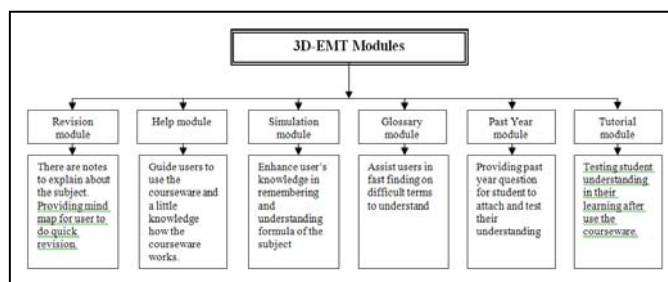 3D-EMT Modules
Revision
module
Help module
Simulation
module
Glossary
module
Past Year
module
Tutorial
module
There are notes
to explain about
the subject.
Providing mind
map for user to
do quick
revision.
Guide users to
use the
courseware and
a little
knowledge
how the
courseware
works.
Enhance user's
knowledge in
remembering
and
understanding
formula of the
subject
Assist users in
fast finding on
difficult terms
to understand
Providing past
year question
for student to
attach and test
their
understanding
Testing student
understanding
in their
learning after
use the
courseware.